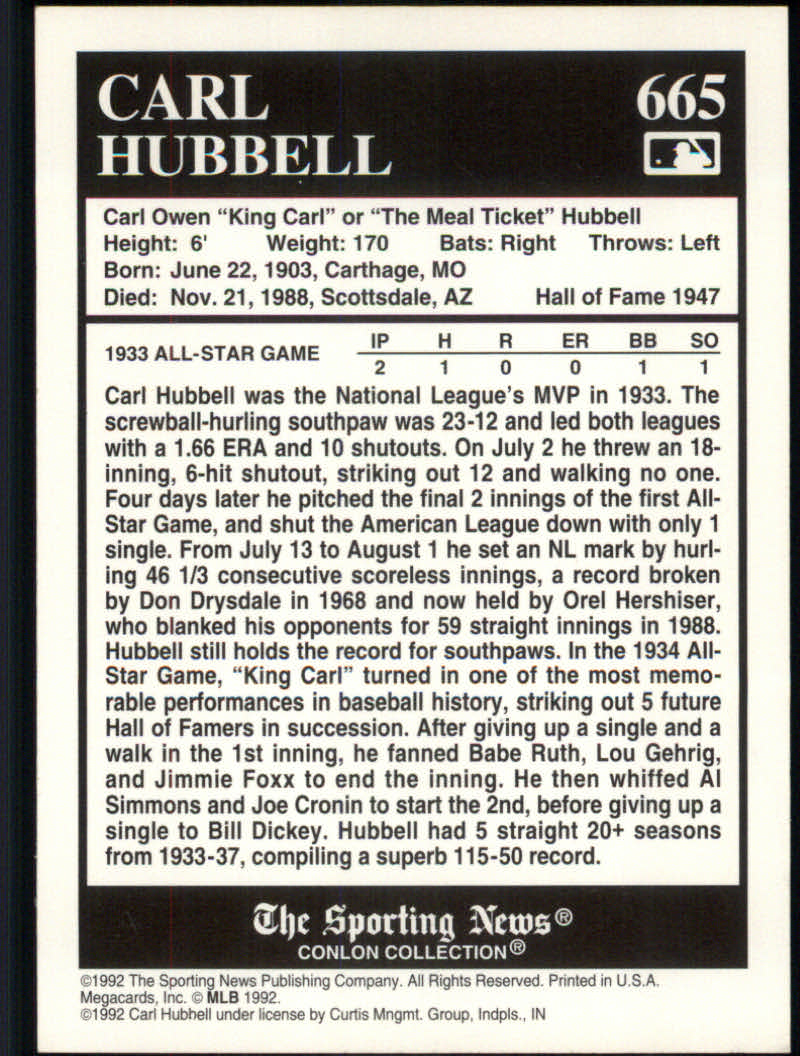 CARL
HUBBELL
665
Carl Owen “King Carl” or “The Meal Ticket” Hubbell
Height: 6' Weight: 170 Bats: Right Throws: Left
Born: June 22, 1903, Carthage, MO
Died: Nov. 21, 1988, Scottsdale, AZ Hall of Fame 1947
IP H R ER BB SO
1933 ALL-STAR GAME 2 1 0 0 1 1
Carl Hubbell was the National League’s MVP in 1933. The
screwball-hurling southpaw was 23-12 and led both leagues
with a 1.66 ERA and 10 shutouts. On July 2 he threw an 18-
inning, 6-hit shutout, striking out 12 and walking no one.
Four days later he pitched the final 2 innings of the first All-
Star Game, and shut the American League down with only 1
single. From July 13 to August 1 he set an NL mark by hurl-
ing 46 1/3 consecutive scoreless innings, a record broken
by Don Drysdale in 1968 and now held by Orel Hershiser,
who blanked his opponents for 59 straight innings in 1988.
Hubbell still holds the record for southpaws. In the 1934 All-
Star Game, “King Carl” turned in one of the most memo-
rable performances in baseball history, striking out 5 future
Hall of Famers in succession. After giving up a single and a
walk in the 1st inning, he fanned Babe Ruth, Lou Gehrig,
and Jimmie Foxx to end the inning. He then whiffed Al
Simmons and Joe Cronin to start the 2nd, before giving up a
single to Bill Dickey. Hubbell had 5 straight 20+ seasons
from 1933-37, compiling a superb 115-50 record.
The Sporting News®
CONLON COLLECTION®
©1992 The Sporting News Publishing Company. All Rights Reserved. Printed in U.S.A.
Megacards, Inc. © MLB 1992.
©1992 Carl Hubbell under license by Curtis Mngmt. Group, Indpls., IN